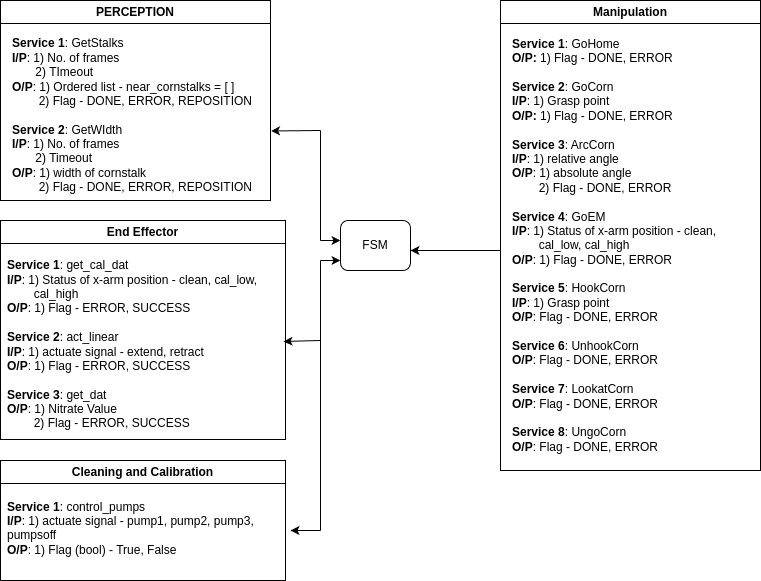 PERCEPTION
Service 1: GetStalks
I/P: 1) No. of frames
2) TImeout
O/P: 1) Ordered list - near_cornstalks = [ ]
2) Flag - DONE, ERROR, REPOSITION
Service 2: GetWIdth
I/P: 1) No. of frames
2) Timeout
O/P: 1) width of cornstalk
2) Flag - DONE, ERROR, REPOSITION
End Effector
Service 1: get_cal_dat
I/P: 1) Status of x-arm position - clean, cal_low,
cal_high
O/P: 1) Flag - ERROR, SUCCESS
Service 2: act_linear
I/P: 1) actuate signal - extend, retract
O/P: 1) Flag - ERROR, SUCCESS
Service 3: get_dat
O/P: 1) Nitrate Value
2) Flag - ERROR, SUCCESS
Cleaning and Calibration
Service 1: control_pumps
I/P: 1) actuate signal - pump1, pump2, pump3,
pumpsoff
O/P: 1) Flag (bool) - True, False
FSM
Manipulation
Service 1: GoHome
O/P: 1) Flag - DONE, ERROR
Service 2: GoCorn
I/P: 1) Grasp point
O/P: 1) Flag - DONE, ERROR
Service 3: ArcCorn
I/P: 1) relative angle
O/P: 1) absolute angle
2) Flag - DONE, ERROR
Service 4: GoEM
I/P: 1) Status of x-arm position - clean,
cal_low, cal_high
O/P: 1) Flag - DONE, ERROR
Service 5: HookCorn
I/P: 1) Grasp point
O/P: Flag - DONE, ERROR
Service 6: UnhookCorn
O/P: Flag - DONE, ERROR
Service 7: LookatCorn
O/P: Flag - DONE, ERROR
Service 8: UngoCorn
O/P: Flag - DONE, ERROR